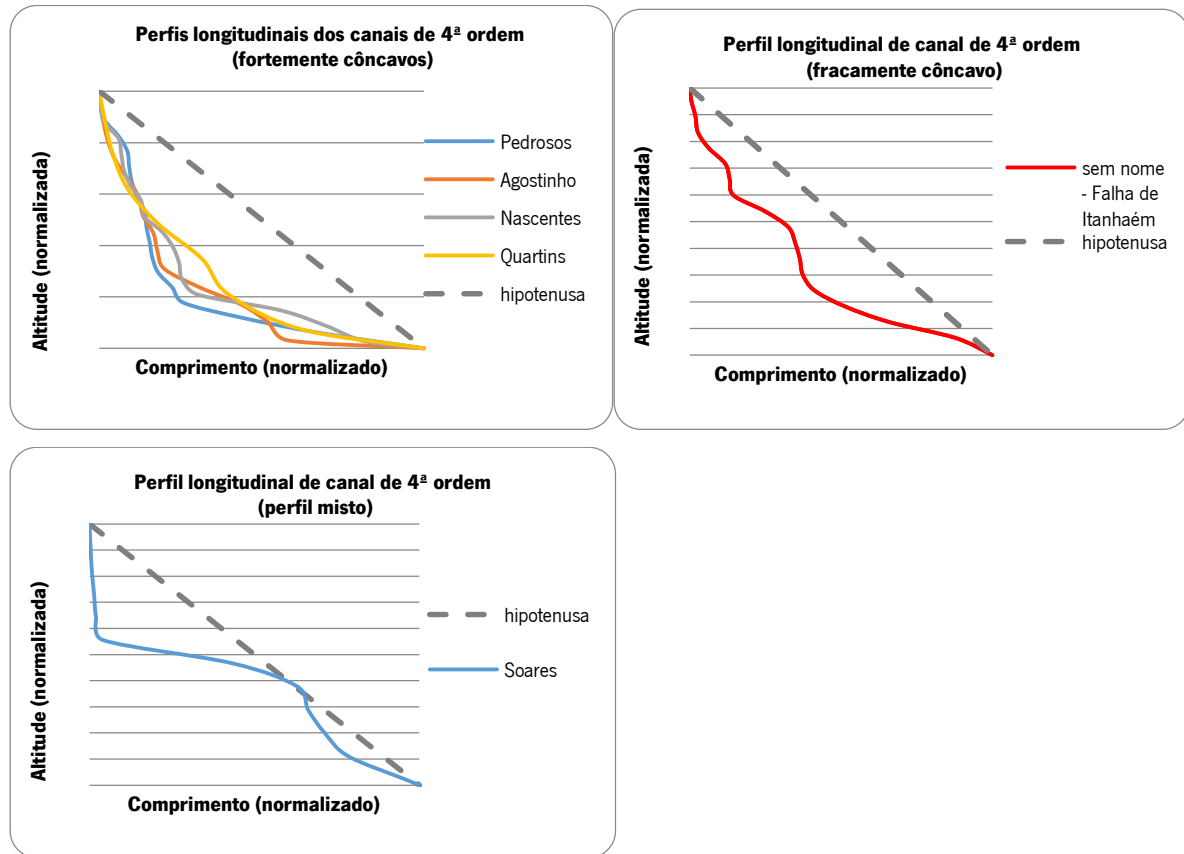 Perfis longitudinais dos canais de 4ª ordem
(fortemente côncavos)
Altitude (normalizada)
Pedrosos
Agostinho
Nascentes
Quartins
hipotenusa
Comprimento (normalizado)
Perfil longitudinal de canal de 4ª ordem
(fracamente côncavo)
Altitude (normalizada)
sem nome
- Falha de
Itanhaém
hipotenusa
Comprimento (normalizado)
Perfil longitudinal de canal de 4ª ordem
(perfil misto)
Altitude (normalizada)
hipotenusa
Soares
Comprimento (normalizado)